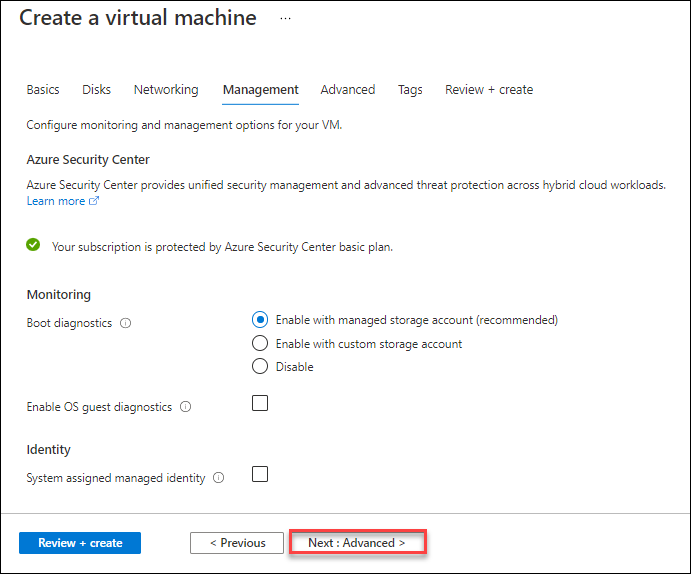 Create a virtual machine ...
Basics Disks Networking Management Advanced Tags Review + create
Configure monitoring and management options for your VM.
Azure Security Center
Azure Security Center provides unified security management and advanced threat protection across hybrid cloud workloads.
Learn more
Your subscription is protected by Azure Security Center basic plan.
Monitoring
Boot diagnostics
Enable with managed storage account (recommended)
Enable with custom storage account
Disable
Enable OS guest diagnostics
Identity
System assigned managed identity
Review + create < Previous Next : Advanced >